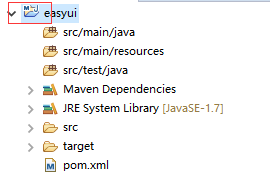 easyui
src/main/java
src/main/resources
src/test/java
Maven Dependencies
JRE System Library [JavaSE-1.7]
src
target
pom.xml